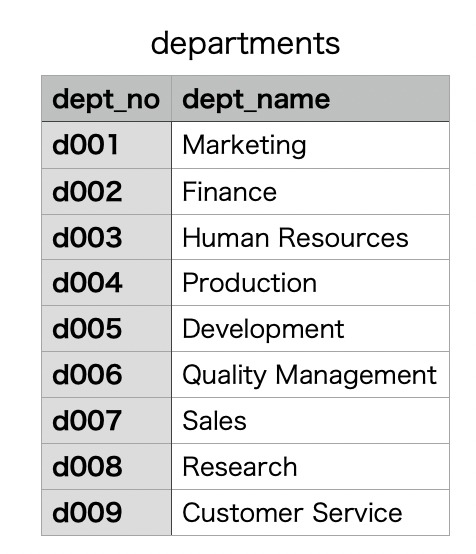 departments
dept_no dept_name
d001 Marketing
d002 Finance
d003 Human Resources
d004 Production
d005 Development
d006 Quality Management
d007 Sales
d008 Research
d009 Customer Service